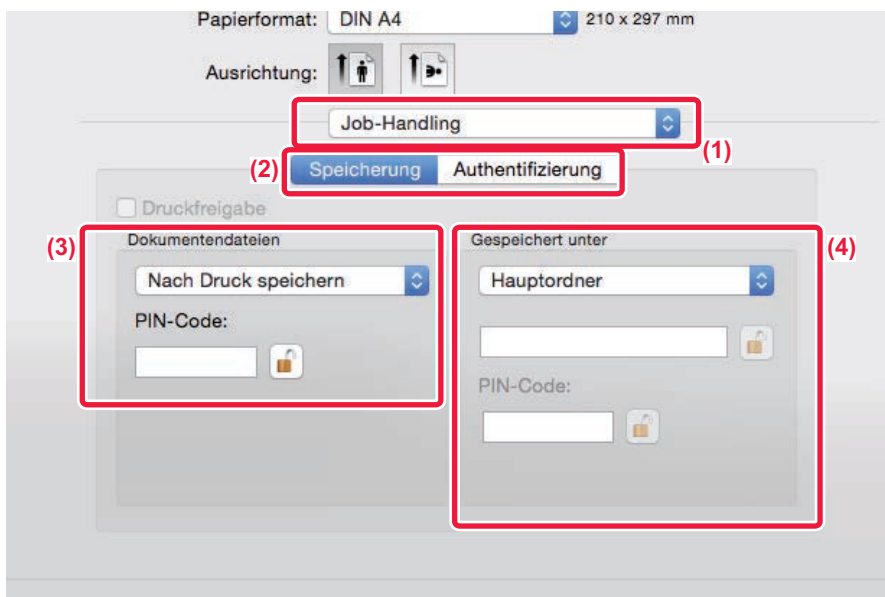 Papierformat: DIN A4 210 x 297 mm
Ausrichtung:
Job-Handling
(1)
(2) Speicherung Authentifizierung
Druckfreigabe
(3) Dokumentendateien
Nach Druck speichern
PIN-Code:
Gespeichert unter (4)
Hauptordner
PIN-Code: